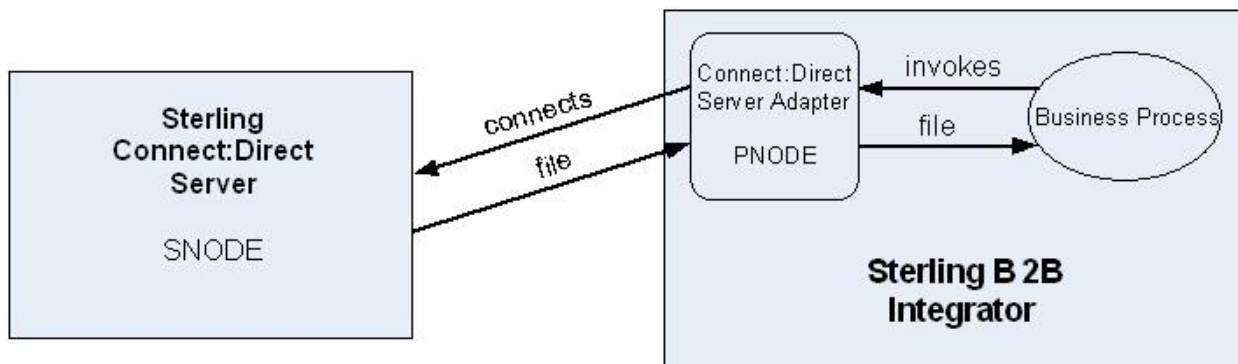 Sterling
Connect:Direct
Server
SNODE
connects
file
Connect:Direct
Server Adapter
PNODE
invokes
file
Business Process
Sterling B 2B
Integrator